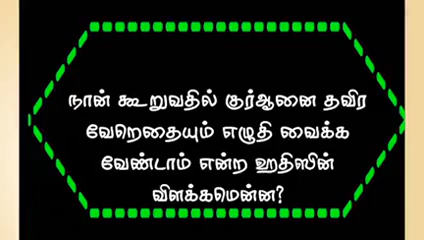 நான் கூறுவதில் குர்ஆனை தவிர
வேறெதையும் எழுதி வைக்க
வேண்டாம் என்ற ஹதிஸின்
விளக்கமென்ன?